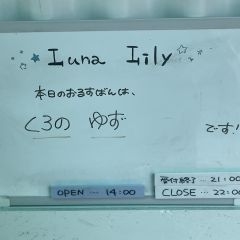 Luna Lily
本日のおるすばんは、
くろの ゆず
です!
受付終了… 21:00
OPEN … 14:00
CLOSE … 22:00